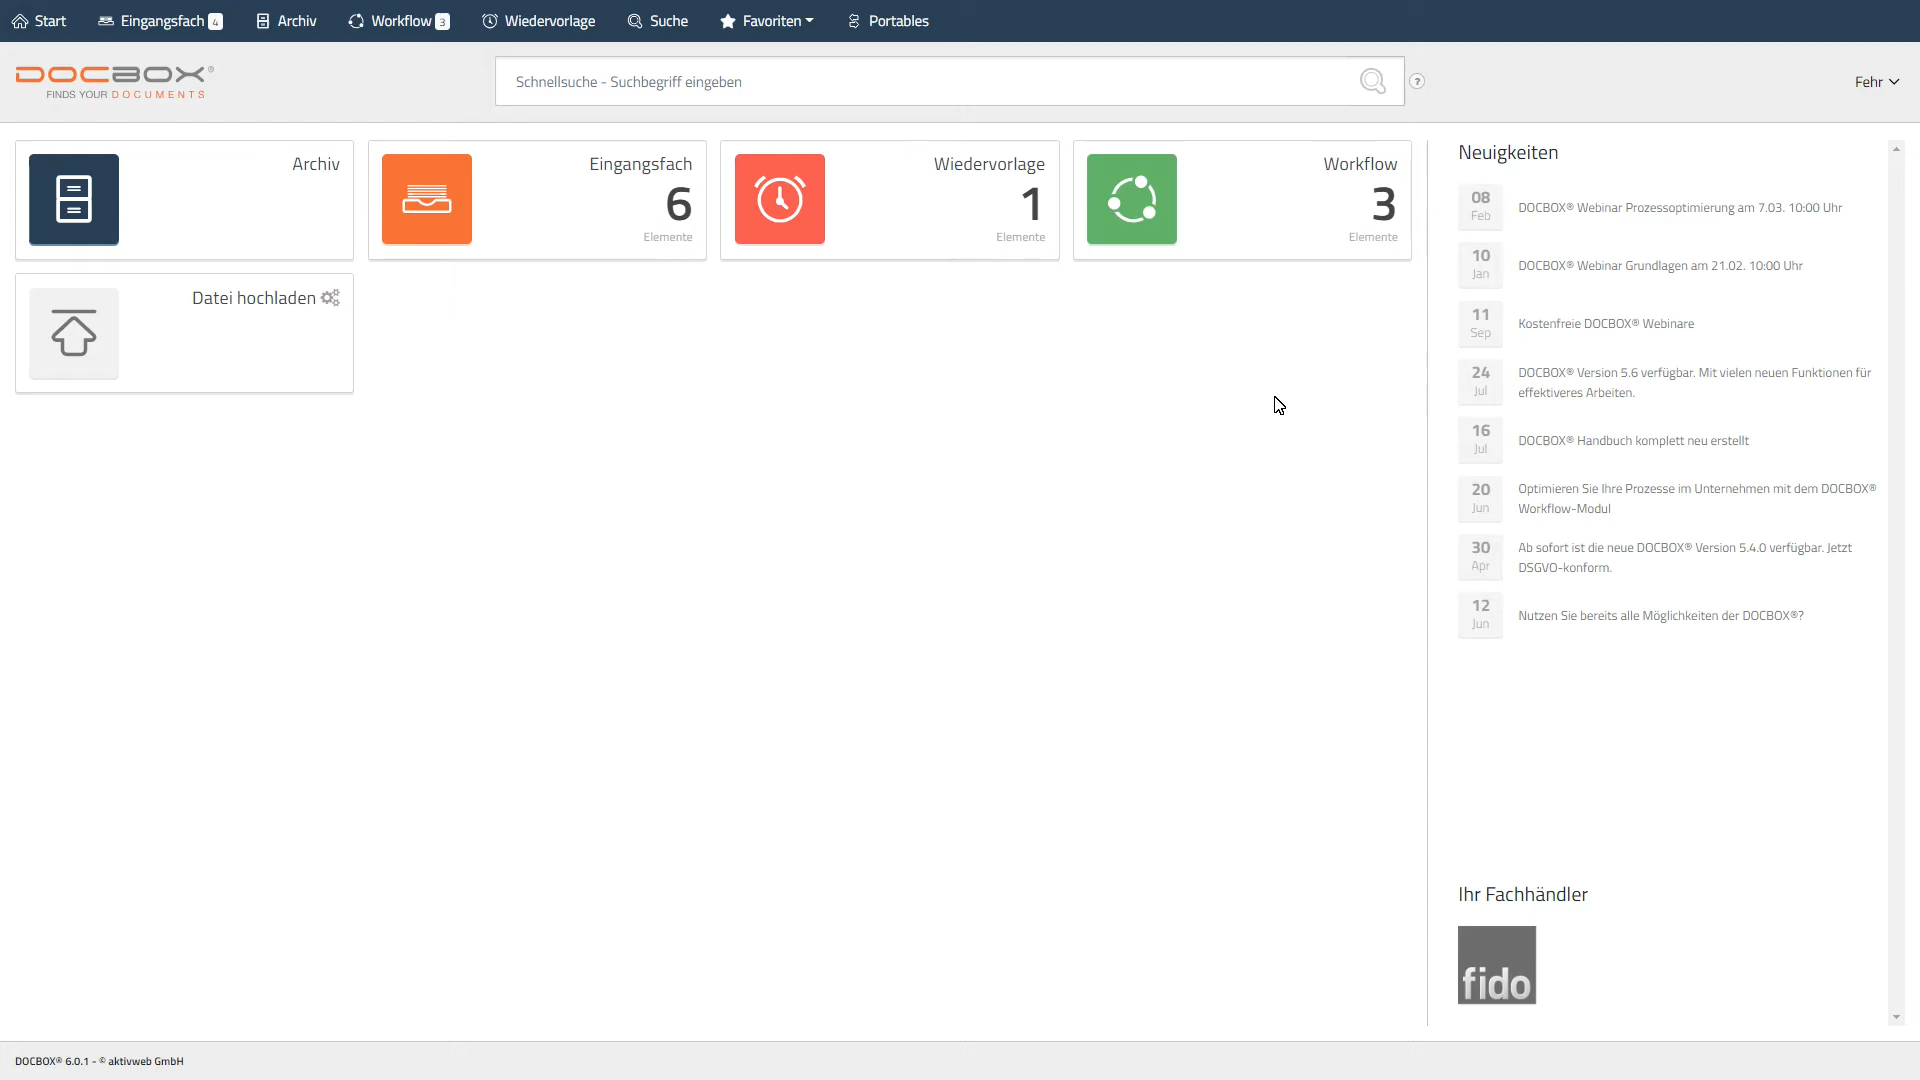 Start
Eingangsfach 4
Archiv
Workflow 3
Wiedervorlage
Suche
Favoriten
Portables
DOCBOX®
FINDS YOUR DOCUMENTS
Schnellsuche - Suchbegriff eingeben
?
Fehr
Archiv
Eingangsfach
6
Elemente
Wiedervorlage
1
Elemente
Workflow
3
Elemente
Datei hochladen
Neuigkeiten
08
Feb
DOCBOX® Webinar Prozessoptimierung am 7.03. 10:00 Uhr
10
Jan
DOCBOX® Webinar Grundlagen am 21.02. 10:00 Uhr
11
Sep
Kostenfreie DOCBOX® Webinare
24
Jul
DOCBOX® Version 5.6 verfügbar. Mit vielen neuen Funktionen für
effektiveres Arbeiten.
16
Jul
DOCBOX® Handbuch komplett neu erstellt
20
Jun
Optimieren Sie Ihre Prozesse im Unternehmen mit dem DOCBOX®
Workflow-Modul
30
Apr
Ab sofort ist die neue DOCBOX® Version 5.4.0 verfügbar. Jetzt
DSGVO-konform.
12
Jun
Nutzen Sie bereits alle Möglichkeiten der DOCBOX®?
Ihr Fachhändler
fido
DOCBOX® 6.0.1 - © aktivweb GmbH